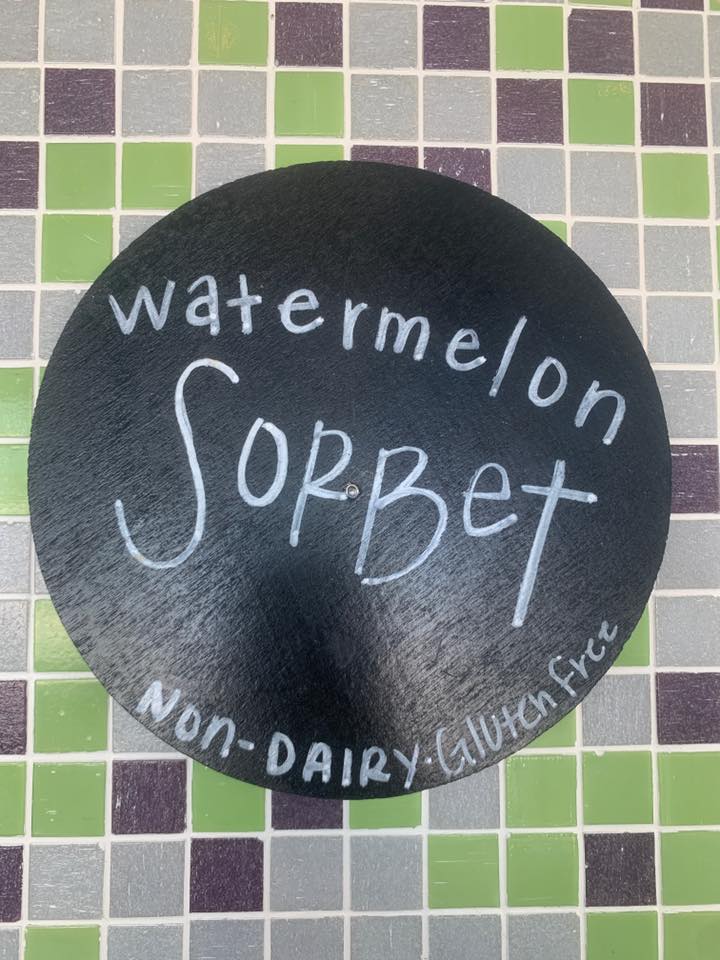 watermelon
SORBet
NON-DAIRY·Gluten free